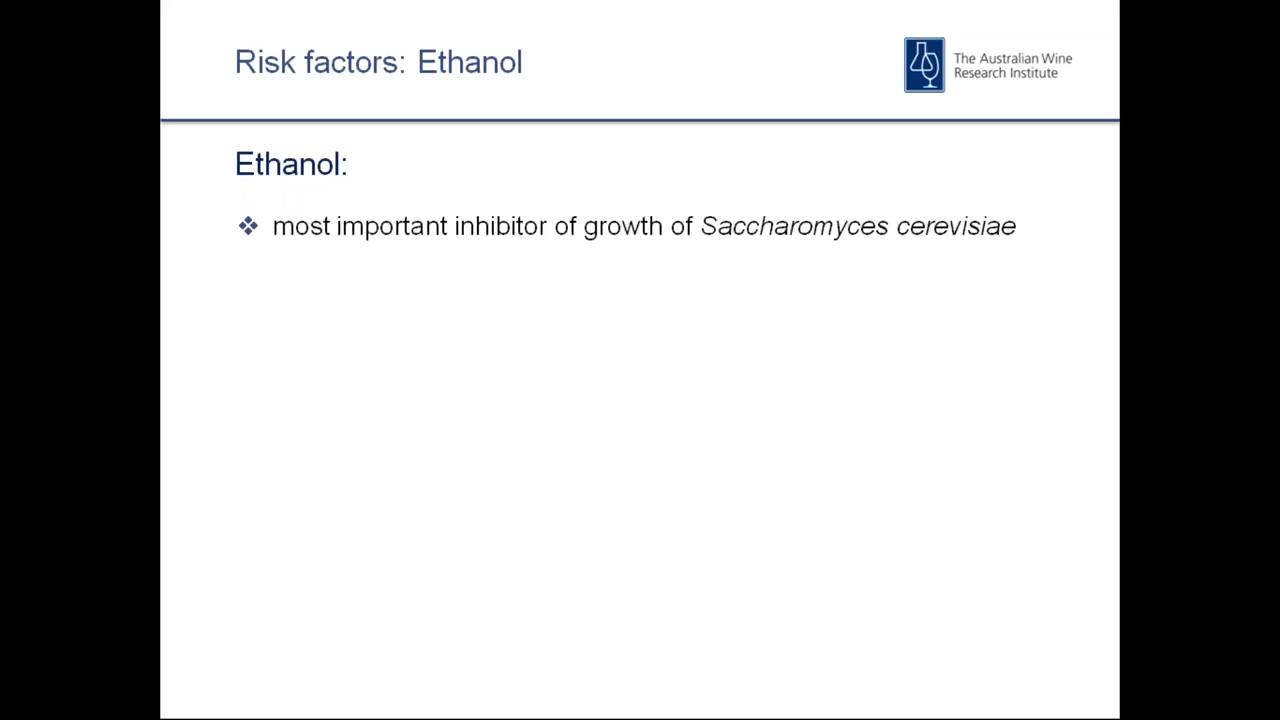 Risk factors: Ethanol
The Australian Wine
Research Institute
Ethanol:
most important inhibitor of growth of Saccharomyces cerevisiae